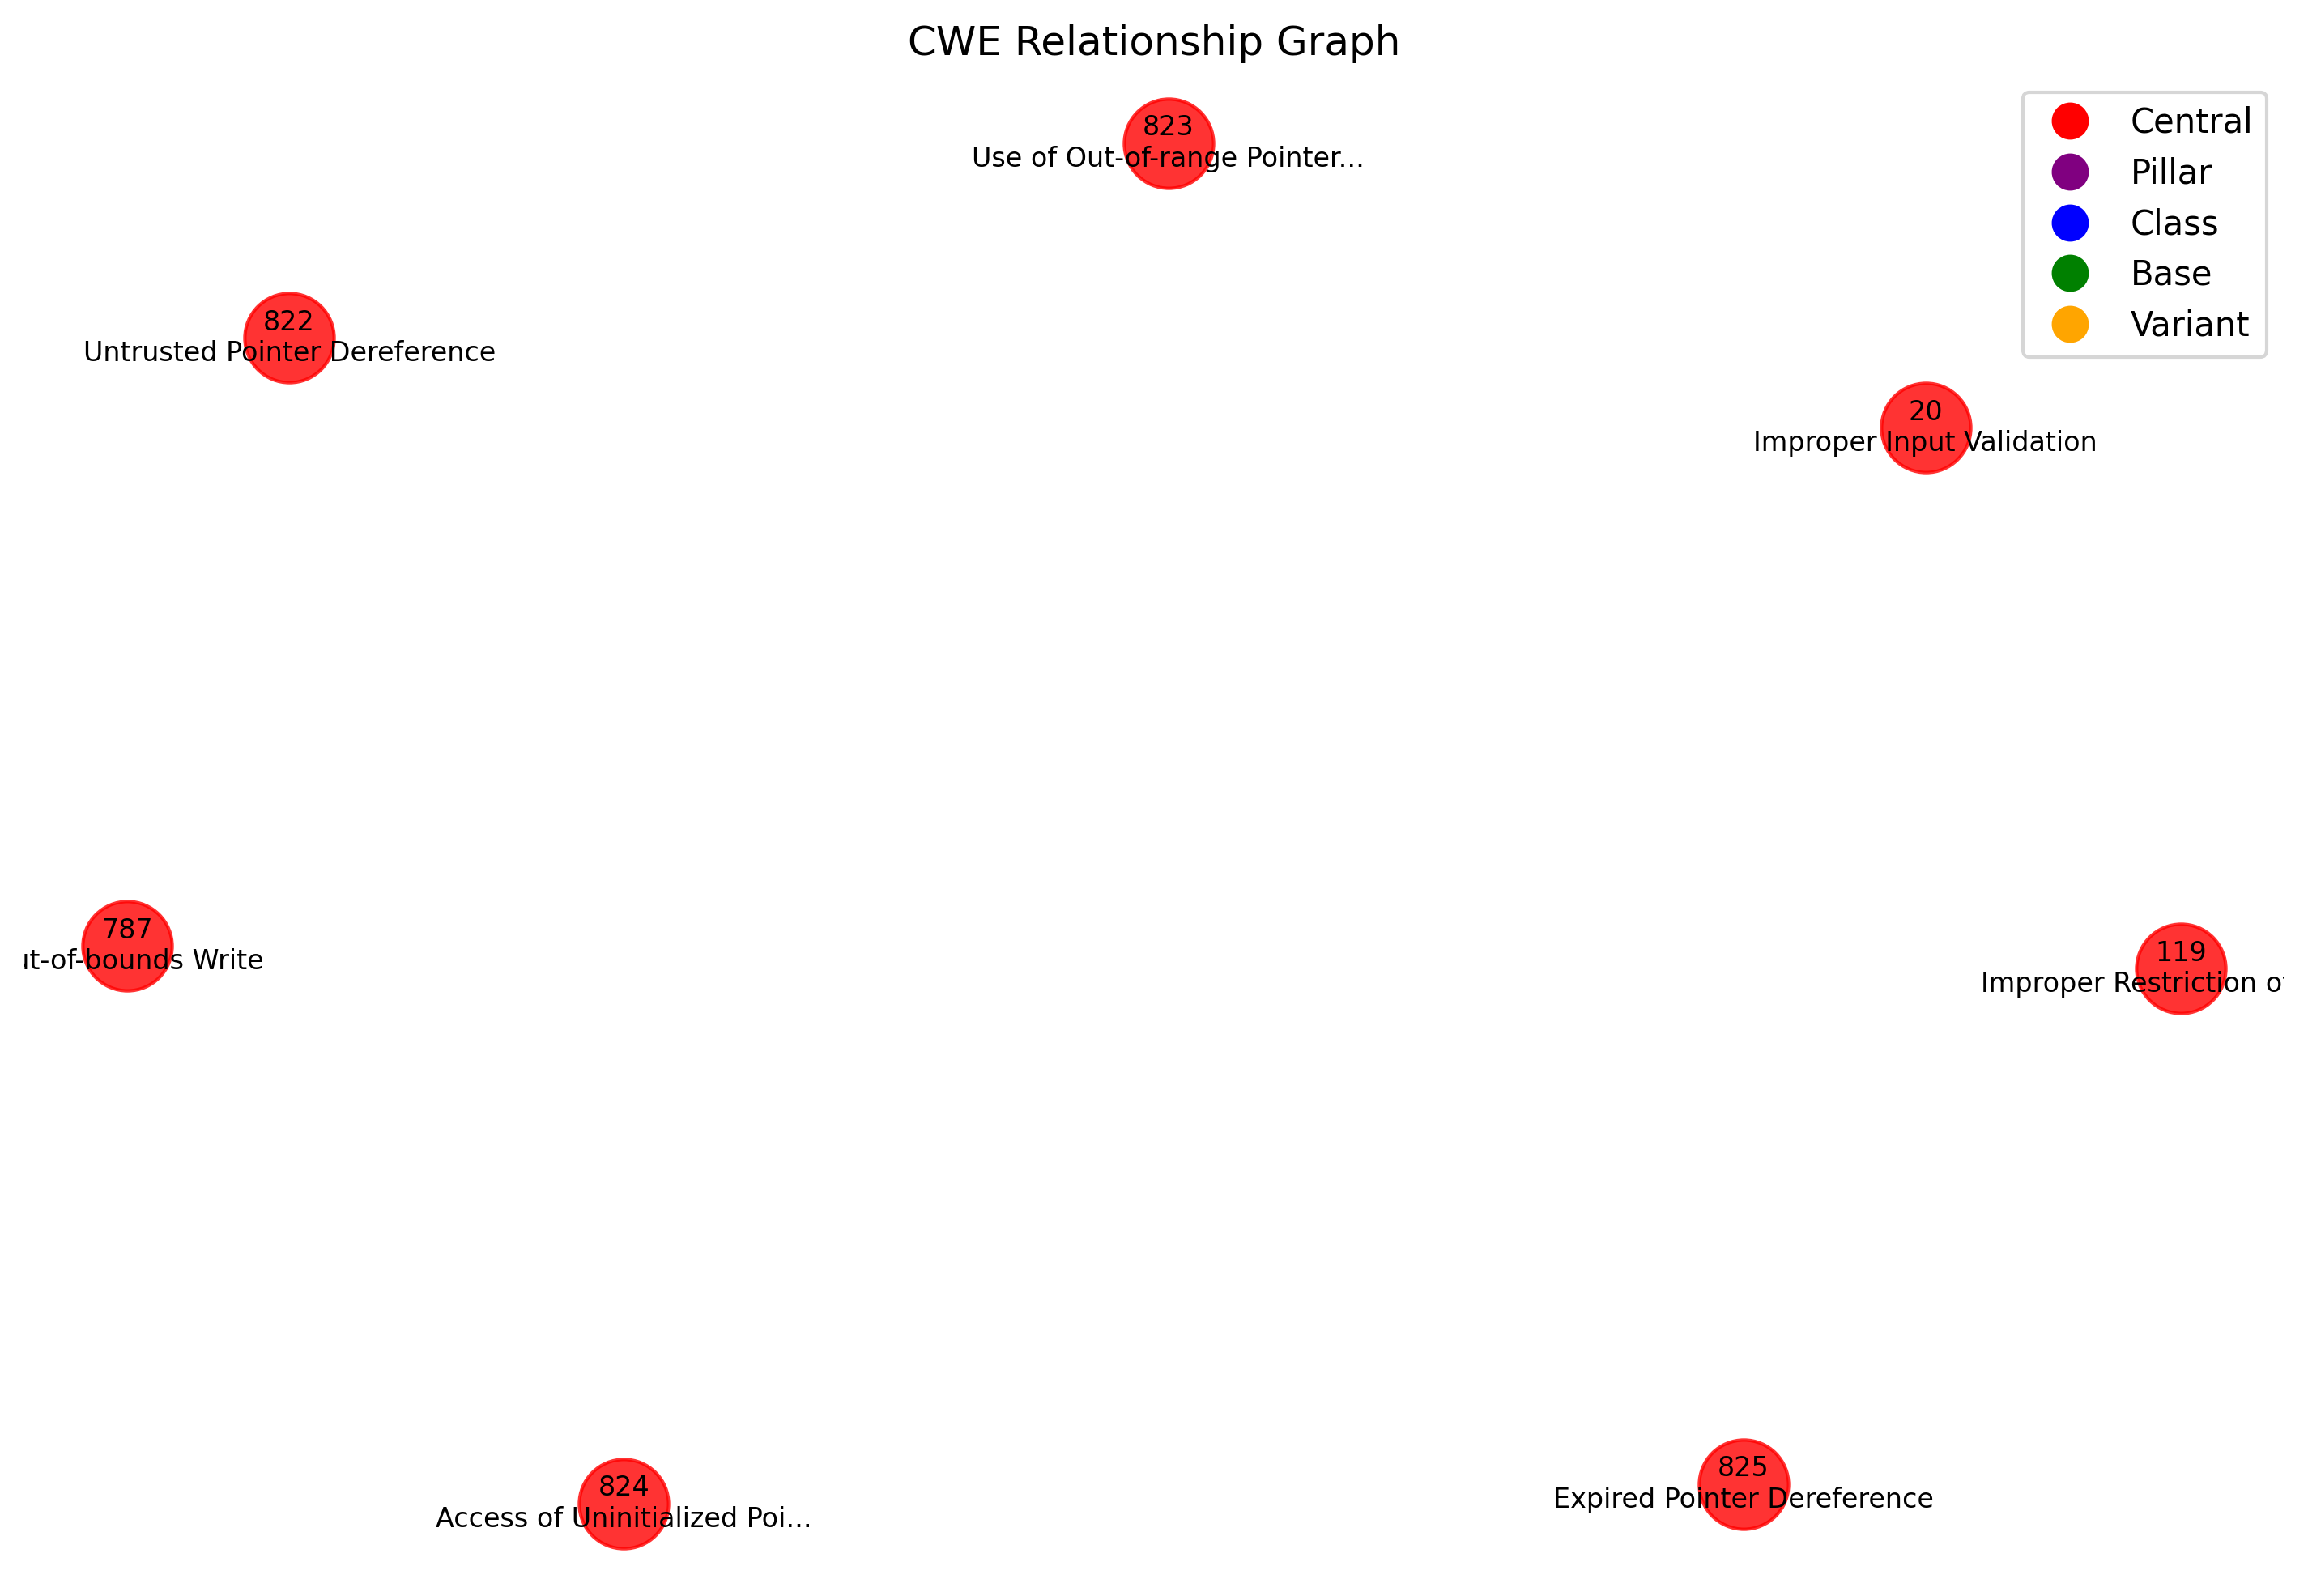 CWE Relationship Graph
823
Use of Out-of-range Pointer...
Central
Pillar
Class
Base
Variant
822
Untrusted Pointer Dereference
20
Improper Input Validation
787
ut-of-bounds Write
119
Improper Restriction of
825
Expired Pointer Dereference
824
Access of Uninitialized Poi...